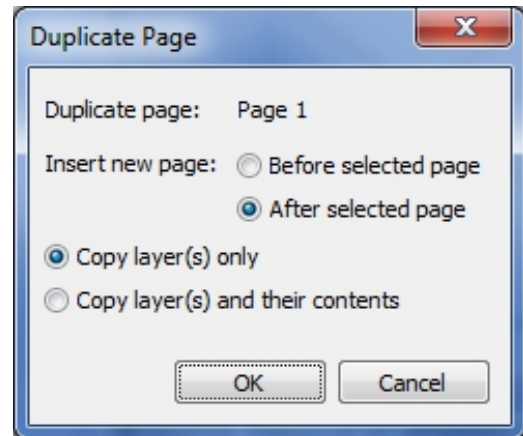 Duplicate Page
Duplicate page: Page 1
Insert new page: Before selected page
After selected page
Copy layer(s) only
Copy layer(s) and their contents
OK Cancel